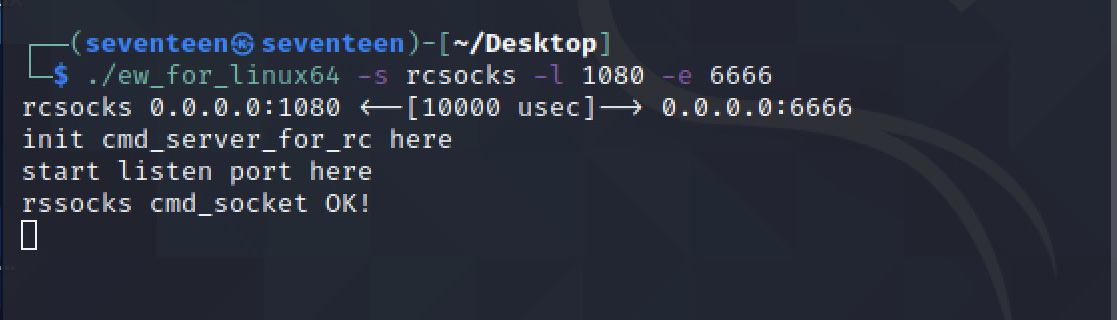 ┌──(seventeen㉿seventeen)-[~/Desktop]
└─$ ./ew_for_linux64 -s rcsocks -l 1080 -e 6666
rcsocks 0.0.0.0:1080 <--[10000 usec]--> 0.0.0.0:6666
init cmd_server_for_rc here
start listen port here
rssocks cmd_socket OK!